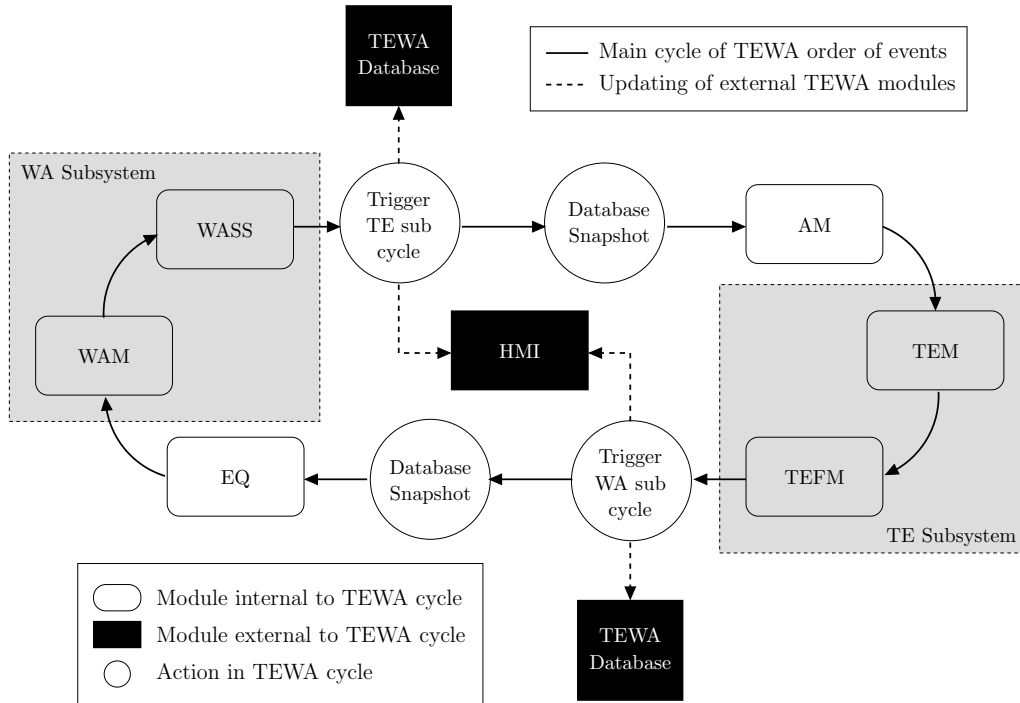 TEWA
Database
Main cycle of TEWA order of events
Updating of external TEWA modules
WA Subsystem
WASS
Trigger
TE sub
cycle
Database
Snapshot
AM
WAM
HMI
TEM
EQ
Database
Snapshot
Trigger
WA sub
cycle
TEFM
TE Subsystem
Module internal to TEWA cycle
Module external to TEWA cycle
Action in TEWA cycle
TEWA
Database